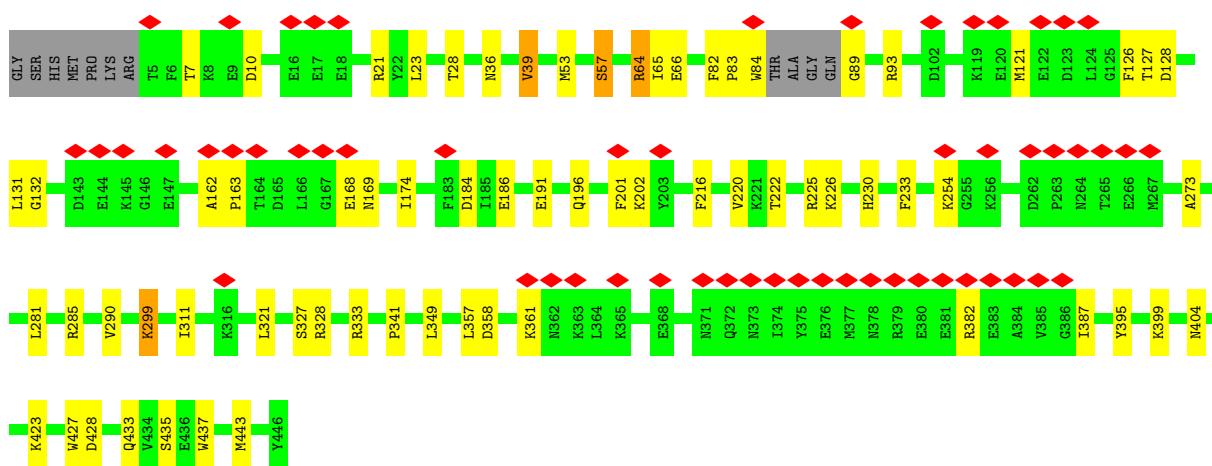 GLY SER HIS MET PRO LYS ARG T5 F6 T7 K8 E9 D10 E16 E17 E18 R21 Y22 L23 T28 N36 V39 M53 S57 R64 I65 E66 F82 P83 W84 THR ALA GLY GLN G89 R93 D102 K119 E120 M121 E122 D123 L124 G125 F126 T127 D128
L131 G132 D143 E144 K145 G146 E147 A162 P163 T164 D165 L166 G167 E168 N169 I174 F183 D184 I185 E186 E191 Q196 F201 K202 Y203 F216 V220 K221 T222 R225 K226 H230 F233 K254 G255 K256 D262 P263 N264 T265 E266 M267 A273
L281 R285 V290 K299 I311 K316 L321 S327 R328 R333 P341 L349 L357 D358 K361 N362 K363 L364 K365 E368 N371 Q372 N373 I374 Y375 E376 M377 N378 R379 E380 E381 R382 E383 A384 V385 G386 I387 Y395 K399 N404
K423 W427 D428 Q433 V434 S435 E436 W437 M443 Y446